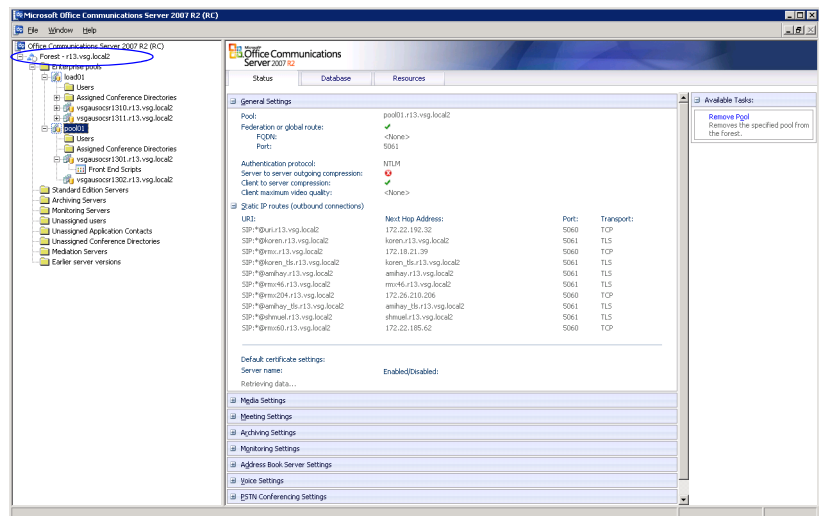 Microsoft Office Communications Server 2007 R2 (RC)
File Window Help
Office Communications Server 2007 R2 (RC)
Forest - r13.vsg.local2
Enterprise pools
load01
Users
Assigned Conference Directories
vsgausocsr1310.r13.vsg.local2
vsgausocsr1311.r13.vsg.local2
pool01
Users
Assigned Conference Directories
vsgausocsr1301.r13.vsg.local2
Front End Scripts
vsgausocsr1302.r13.vsg.local2
Standard Edition Servers
Archiving Servers
Monitoring Servers
Unassigned users
Unassigned Application Contacts
Unassigned Conference Directories
Mediation Servers
Earlier server versions
Microsoft
Office Communications
Server 2007 R2
Status Database Resources
General Settings
Pool: pool01.r13.vsg.local2
Federation or global route:
FQDN: <None>
Port: 5061
Authentication protocol: NTLM
Server to server outgoing compression:
Client to server compression:
Client maximum video quality: <None>
Static IP routes (outbound connections)
URI: Next Hop Address: Port: Transport:
SIP:*@uri.r13.vsg.local2 172.22.192.32 5060 TCP
SIP:*@koren.r13.vsg.local2 koren.r13.vsg.local2 5061 TLS
SIP:*@rmx.r13.vsg.local2 172.18.21.39 5060 TCP
SIP:*@koren_tls.r13.vsg.local2 koren_tls.r13.vsg.local2 5061 TLS
SIP:*@amihay.r13.vsg.local2 amihay.r13.vsg.local2 5061 TLS
SIP:*@rmx46.r13.vsg.local2 rmx46.r13.vsg.local2 5061 TLS
SIP:*@rmx204.r13.vsg.local2 172.26.210.206 5060 TCP
SIP:*@amihay_tls.r13.vsg.local2 amihay_tls.r13.vsg.local2 5061 TLS
SIP:*@shmuel.r13.vsg.local2 shmuel.r13.vsg.local2 5061 TLS
SIP:*@rmx60.r13.vsg.local2 172.22.185.62 5060 TCP
Default certificate settings:
Server name: Enabled/Disabled:
Retrieving data...
Media Settings
Meeting Settings
Archiving Settings
Monitoring Settings
Address Book Server Settings
Voice Settings
PSTN Conferencing Settings
Available Tasks:
Remove Pool
Removes the specified pool from
the forest.